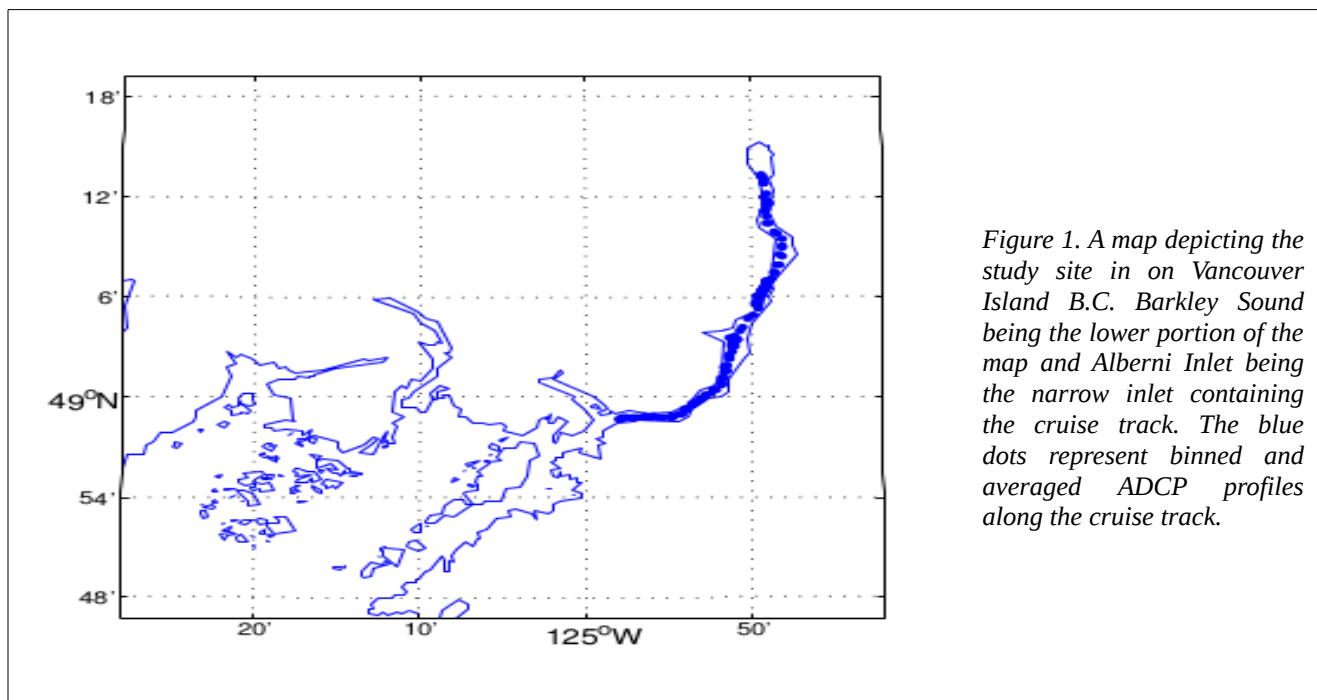 18'
12'
6'
49°N
54'
48'
20'
10'
125°W
50'
Figure 1. A map depicting the
study site in on Vancouver
Island B.C. Barkley Sound
being the lower portion of the
map and Alberni Inlet being
the narrow inlet containing
the cruise track. The blue
dots represent binned and
averaged ADCP profiles
along the cruise track.